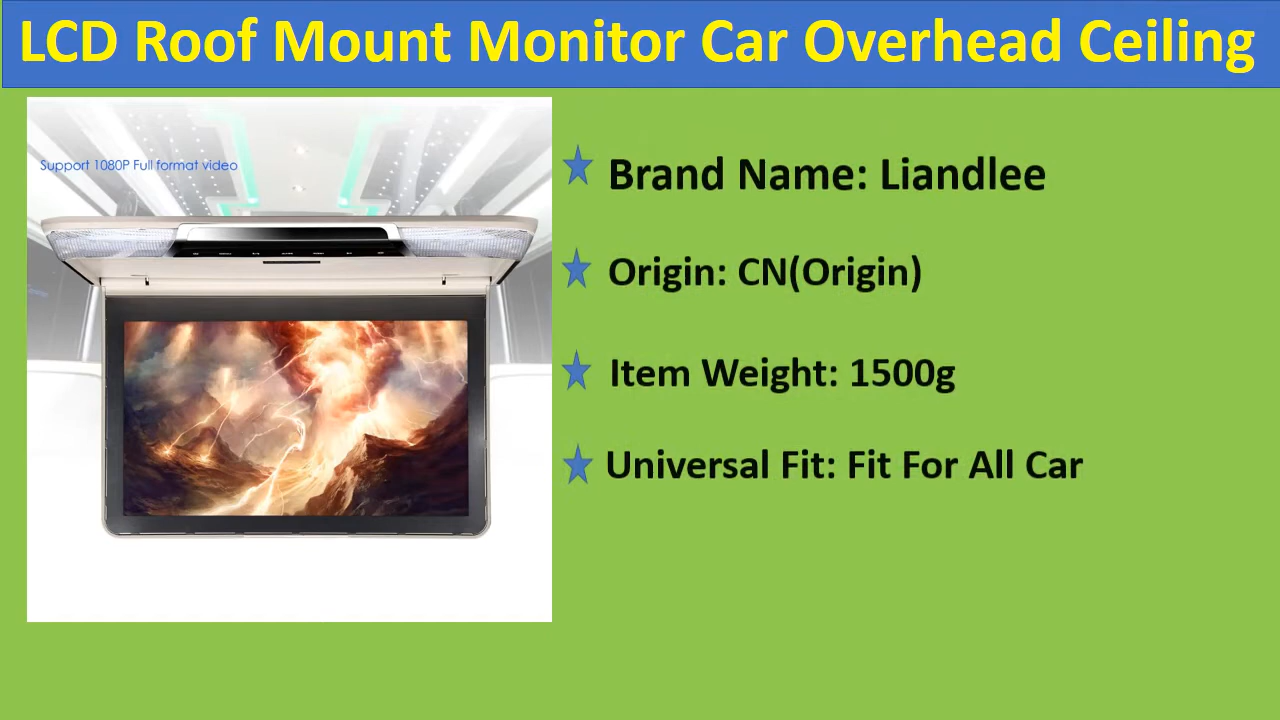 LCD Roof Mount Monitor Car Overhead Ceiling
Support 1080P Full format video
Brand Name: Liandlee
Origin: CN(Origin)
Item Weight: 1500g
Universal Fit: Fit For All Car